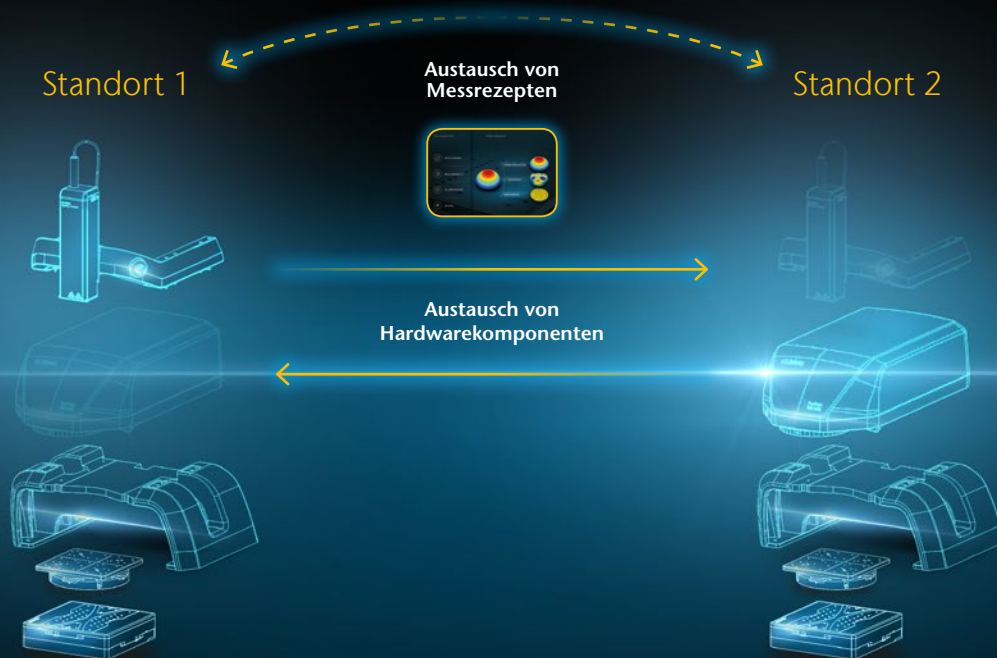 Standort 1
Austausch von
Messrezepten
Standort 2
Austausch von
Hardwarekomponenten